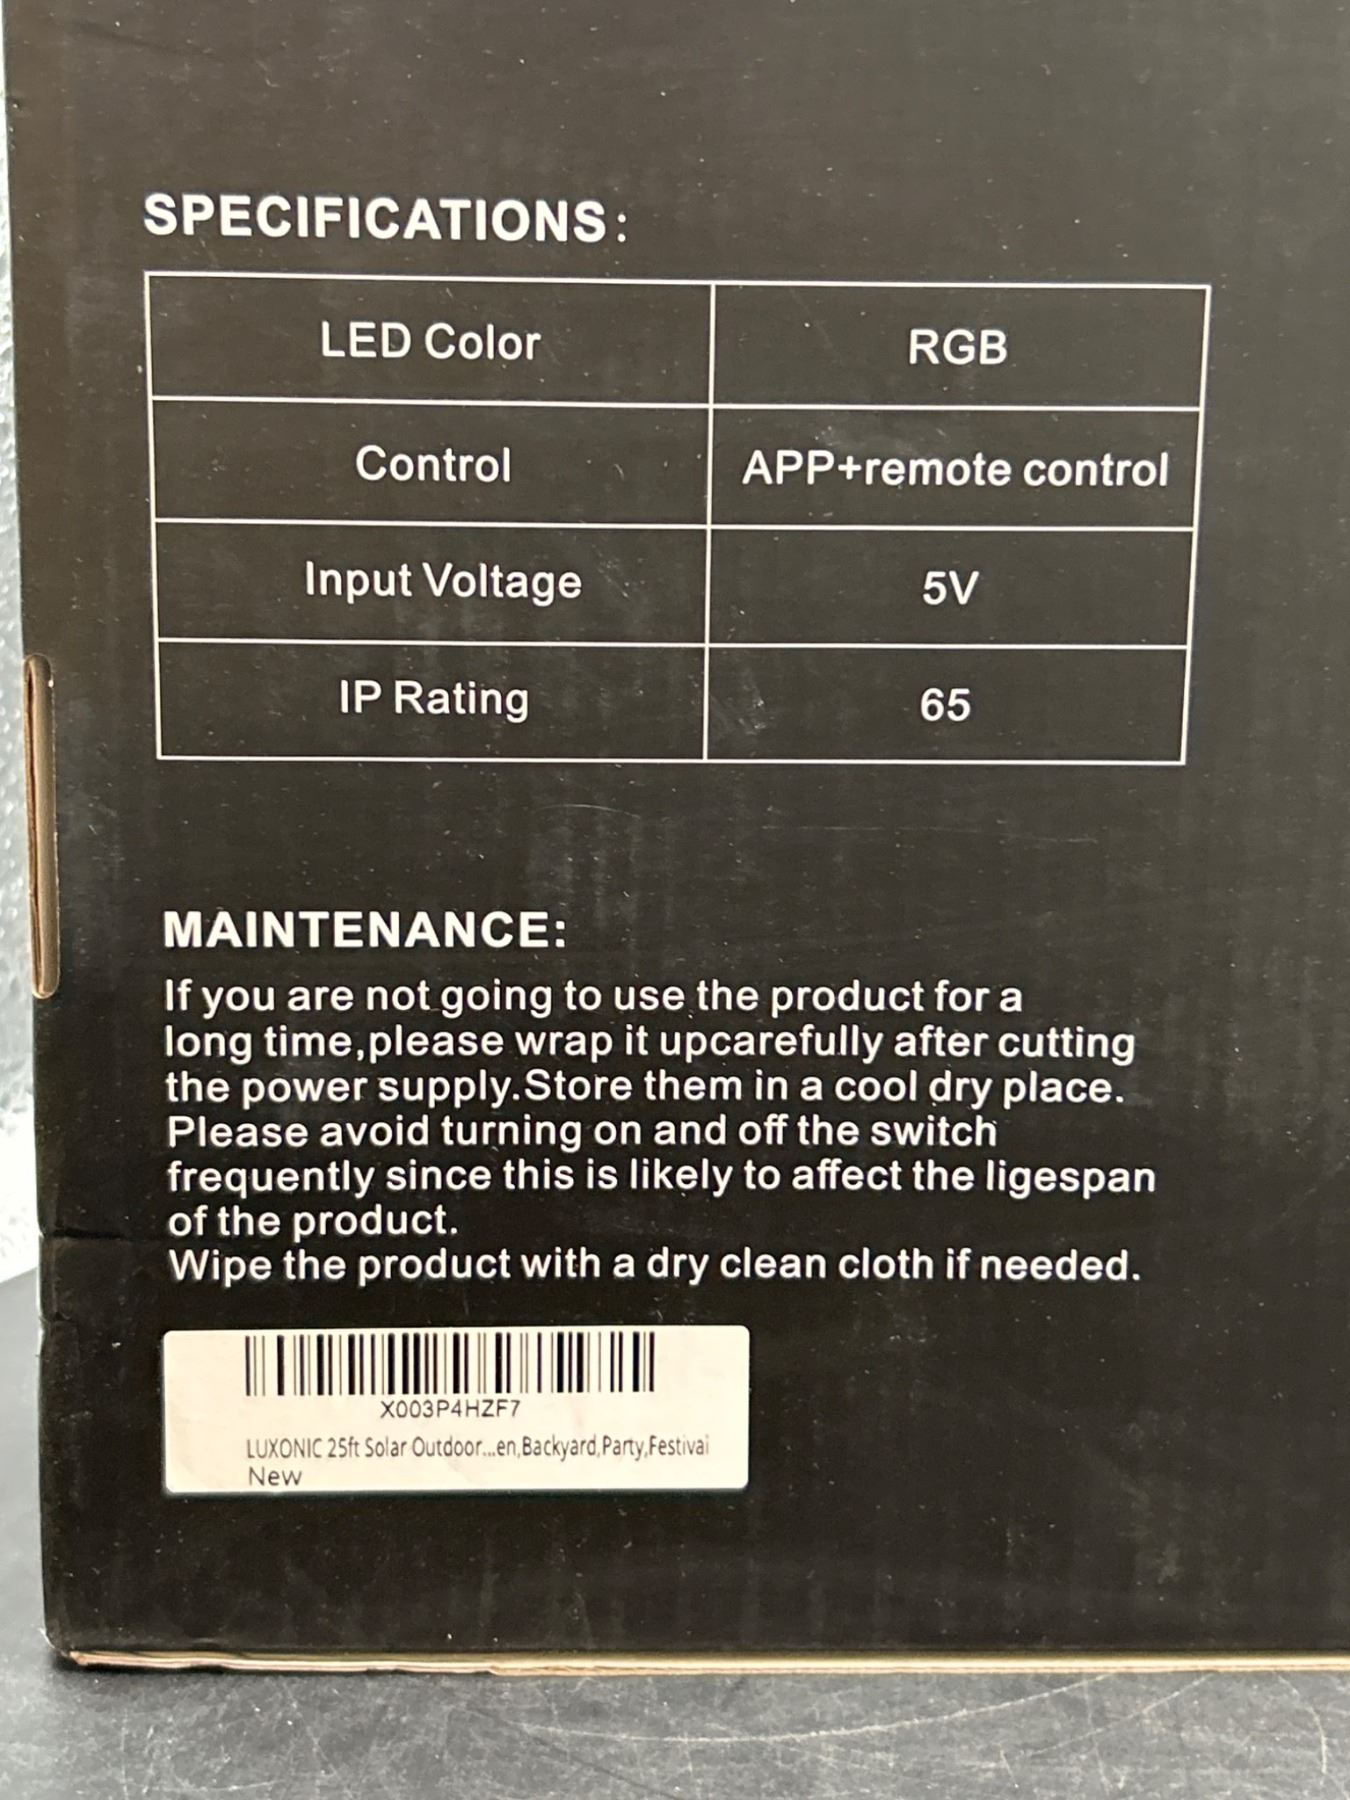 SPECIFICATIONS:
LED Color RGB
Control APP+remote control
Input Voltage 5V
IP Rating 65
MAINTENANCE:
If you are not going to use the product for a
long time,please wrap it upcarefully after cutting
the power supply.Store them in a cool dry place.
Please avoid turning on and off the switch
frequently since this is likely to affect the ligespan
of the product.
Wipe the product with a dry clean cloth if needed.
X003P4HZF7
LUXONIC 25ft Solar Outdoor...en,Backyard,Party,Festival
New